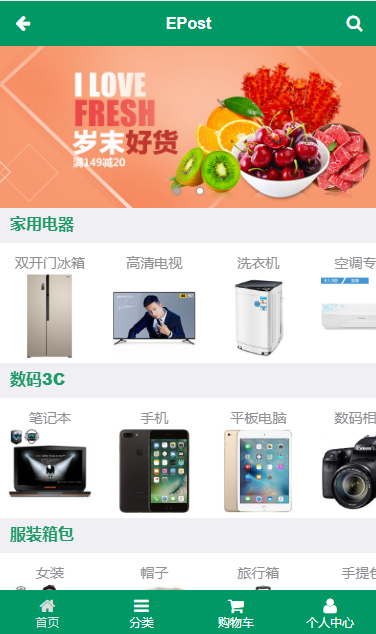 EPost
I LOVE
FRESH
岁末好货
满149减20
家用电器
双开门冰箱 高清电视 洗衣机 空调专
数码3C
笔记本 手机 平板电脑 数码相
服装箱包
女装 帽子 旅行箱 手提包
首页 分类 购物车 个人中心